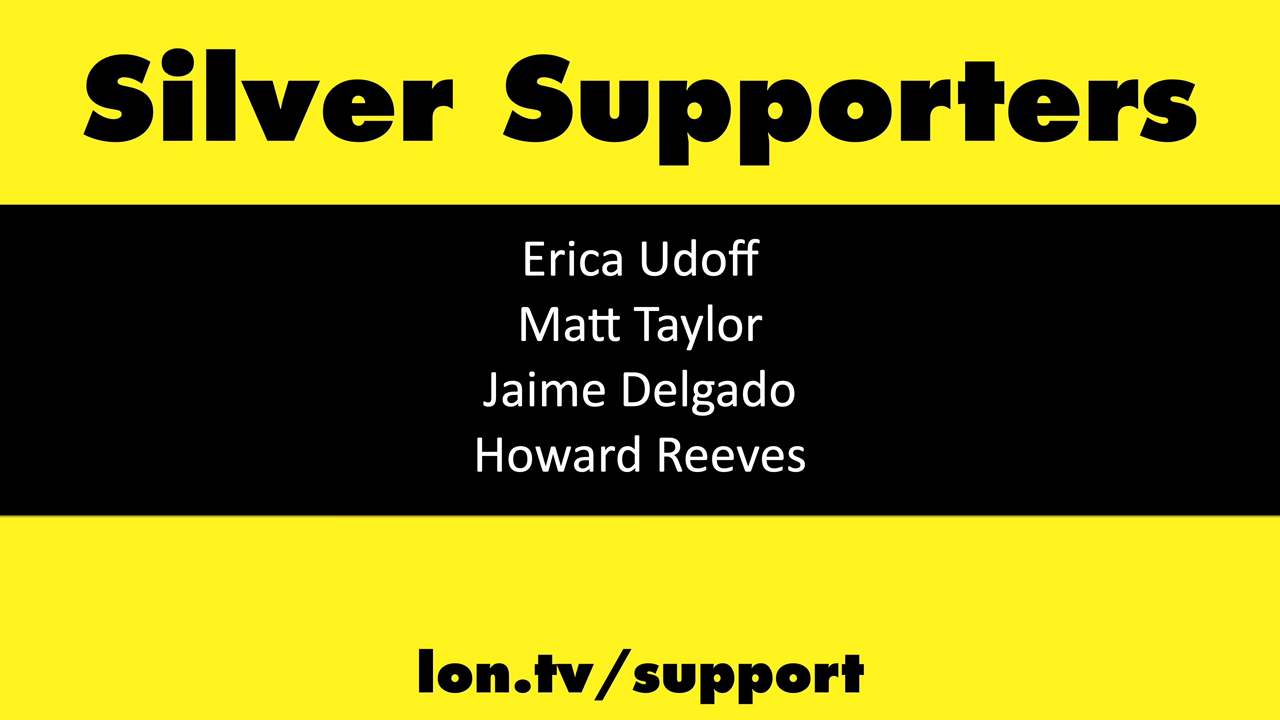 Silver Supporters
Erica Udoff
Matt Taylor
Jaime Delgado
Howard Reeves
lon.tv/support